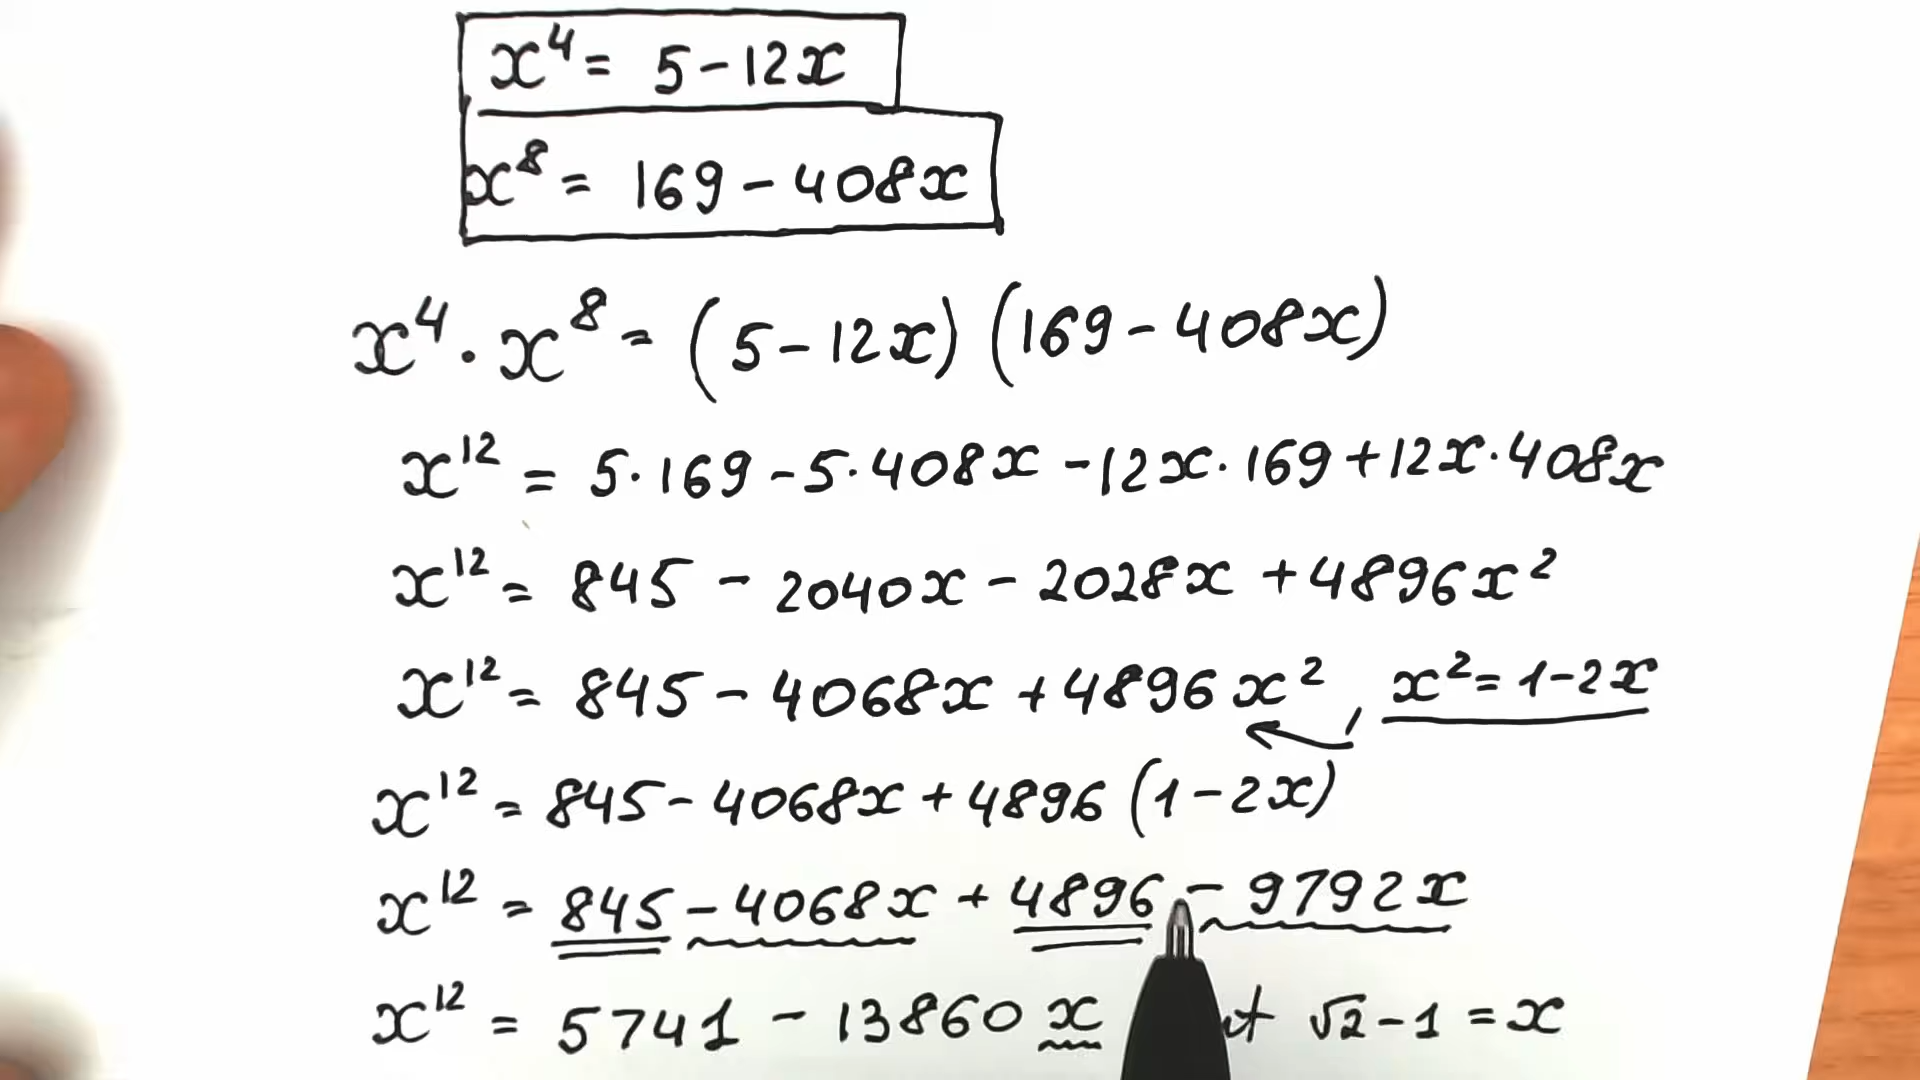 x⁴ = 5 - 12x
x⁸ = 169 - 408x
x⁴ · x⁸ = (5 - 12x) (169 - 408x)
x¹² = 5·169 - 5·408x - 12x·169 + 12x·408x
x¹² = 845 - 2040x - 2028x + 4896x²
x¹² = 845 - 4068x + 4896x² , x² = 1 - 2x
x¹² = 845 - 4068x + 4896 (1 - 2x)
x¹² = 845 - 4068x + 4896 - 9792x
x¹² = 5741 - 13860x √2 - 1 = x